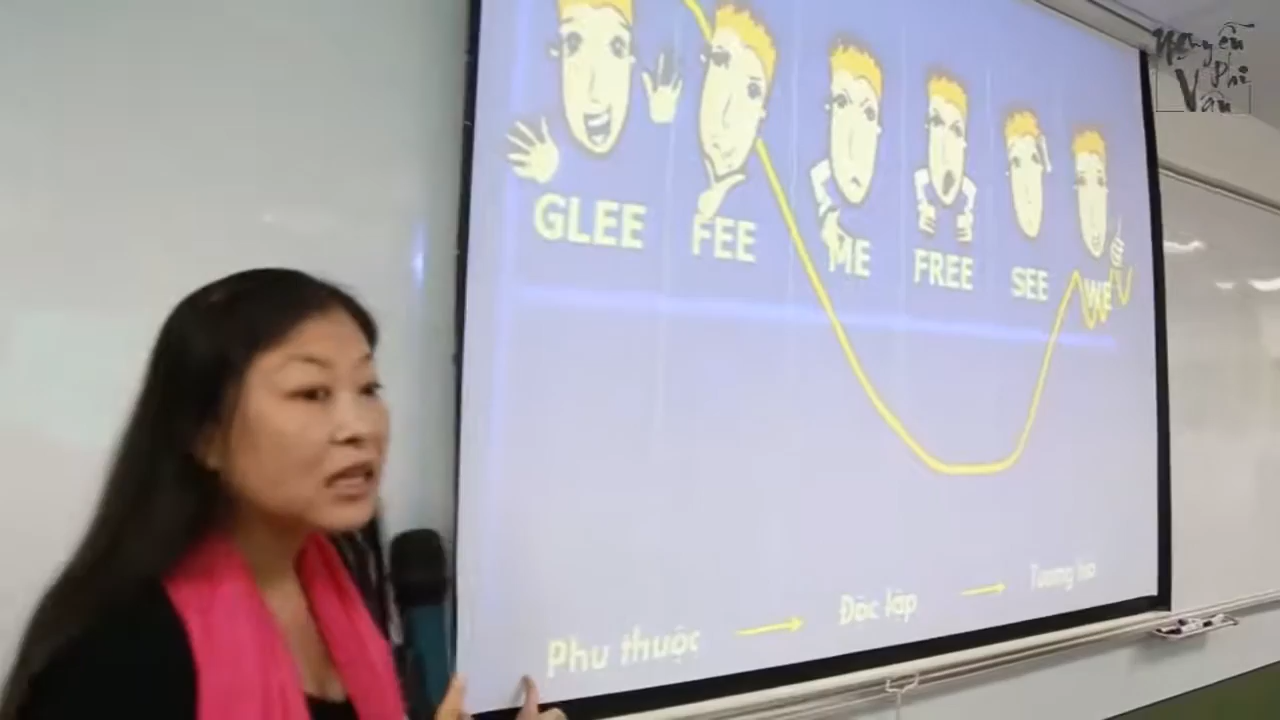 Nguyễn
Phi
Vân
GLEE FEE ME FREE SEE WE
Phụ thuộc → Độc lập → Tương hỗ